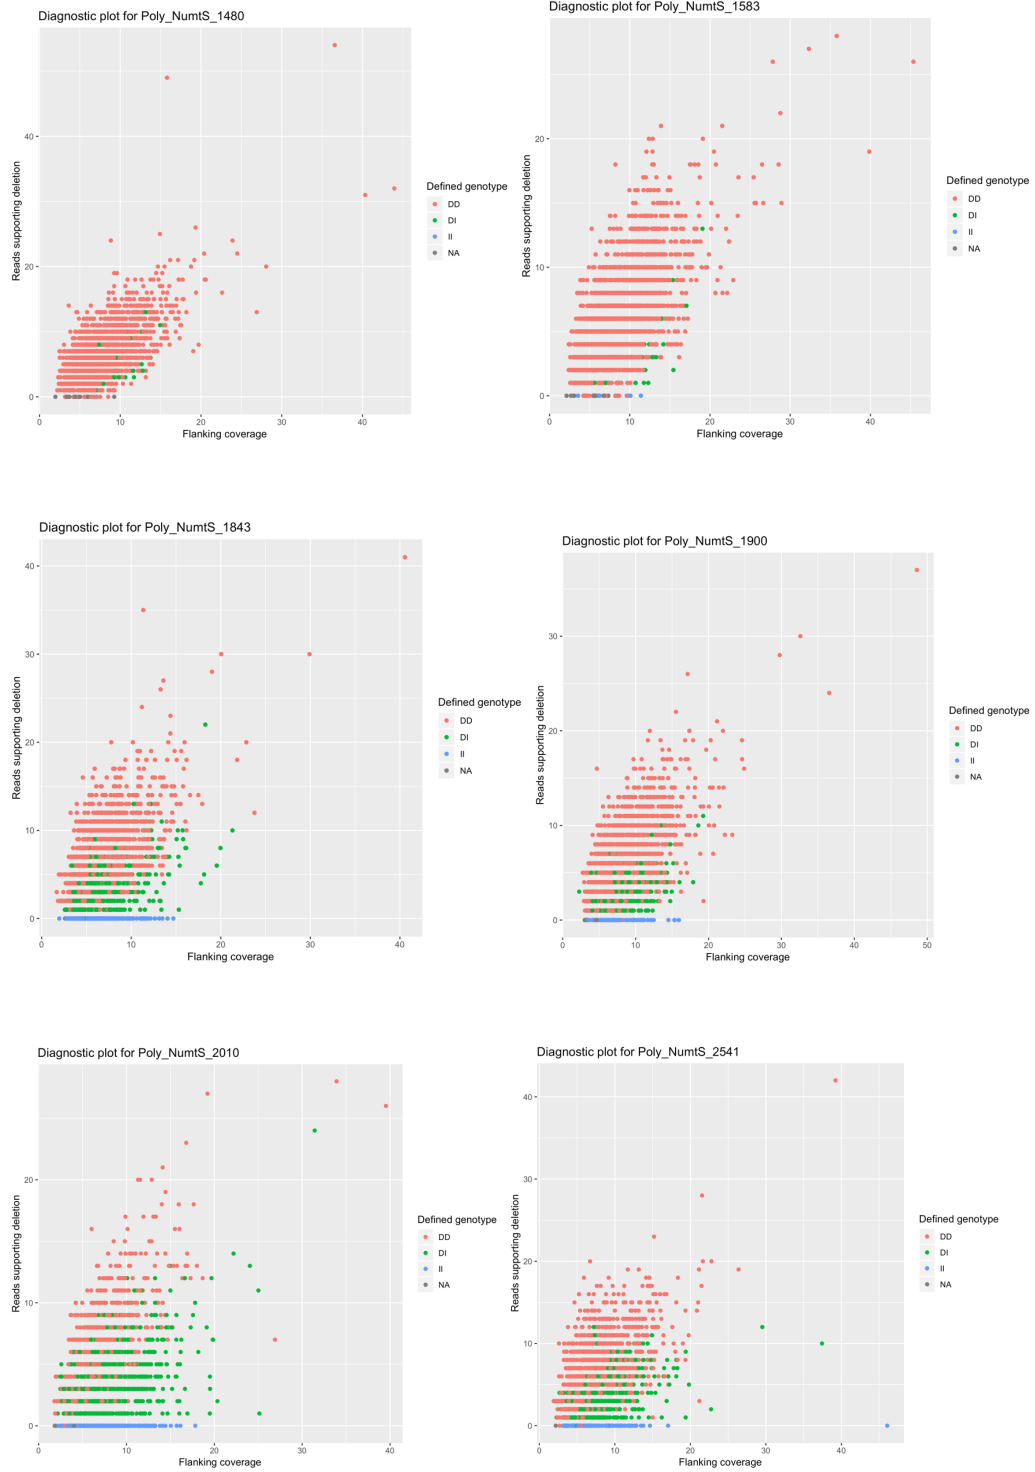 Diagnostic plot for Poly_NumtS_1480
Reads supporting deletion
40
20
0
0
10
20
30
40
Flanking coverage
Defined genotype
DD
DI
II
NA
Diagnostic plot for Poly_NumtS_1583
Reads supporting deletion
20
10
0
0
10
20
30
40
Flanking coverage
Defined genotype
DD
DI
II
NA
Diagnostic plot for Poly_NumtS_1843
Reads supporting deletion
40
30
20
10
0
0
10
20
30
40
Flanking coverage
Defined genotype
DD
DI
II
NA
Diagnostic plot for Poly_NumtS_1900
Reads supporting deletion
30
20
10
0
0
10
20
30
40
50
Flanking coverage
Defined genotype
DD
DI
II
NA
Diagnostic plot for Poly_NumtS_2010
Reads supporting deletion
20
10
0
0
10
20
30
40
Flanking coverage
Defined genotype
DD
DI
II
NA
Diagnostic plot for Poly_NumtS_2541
Reads supporting deletion
40
30
20
10
0
0
10
20
30
40
Flanking coverage
Defined genotype
DD
DI
II
NA